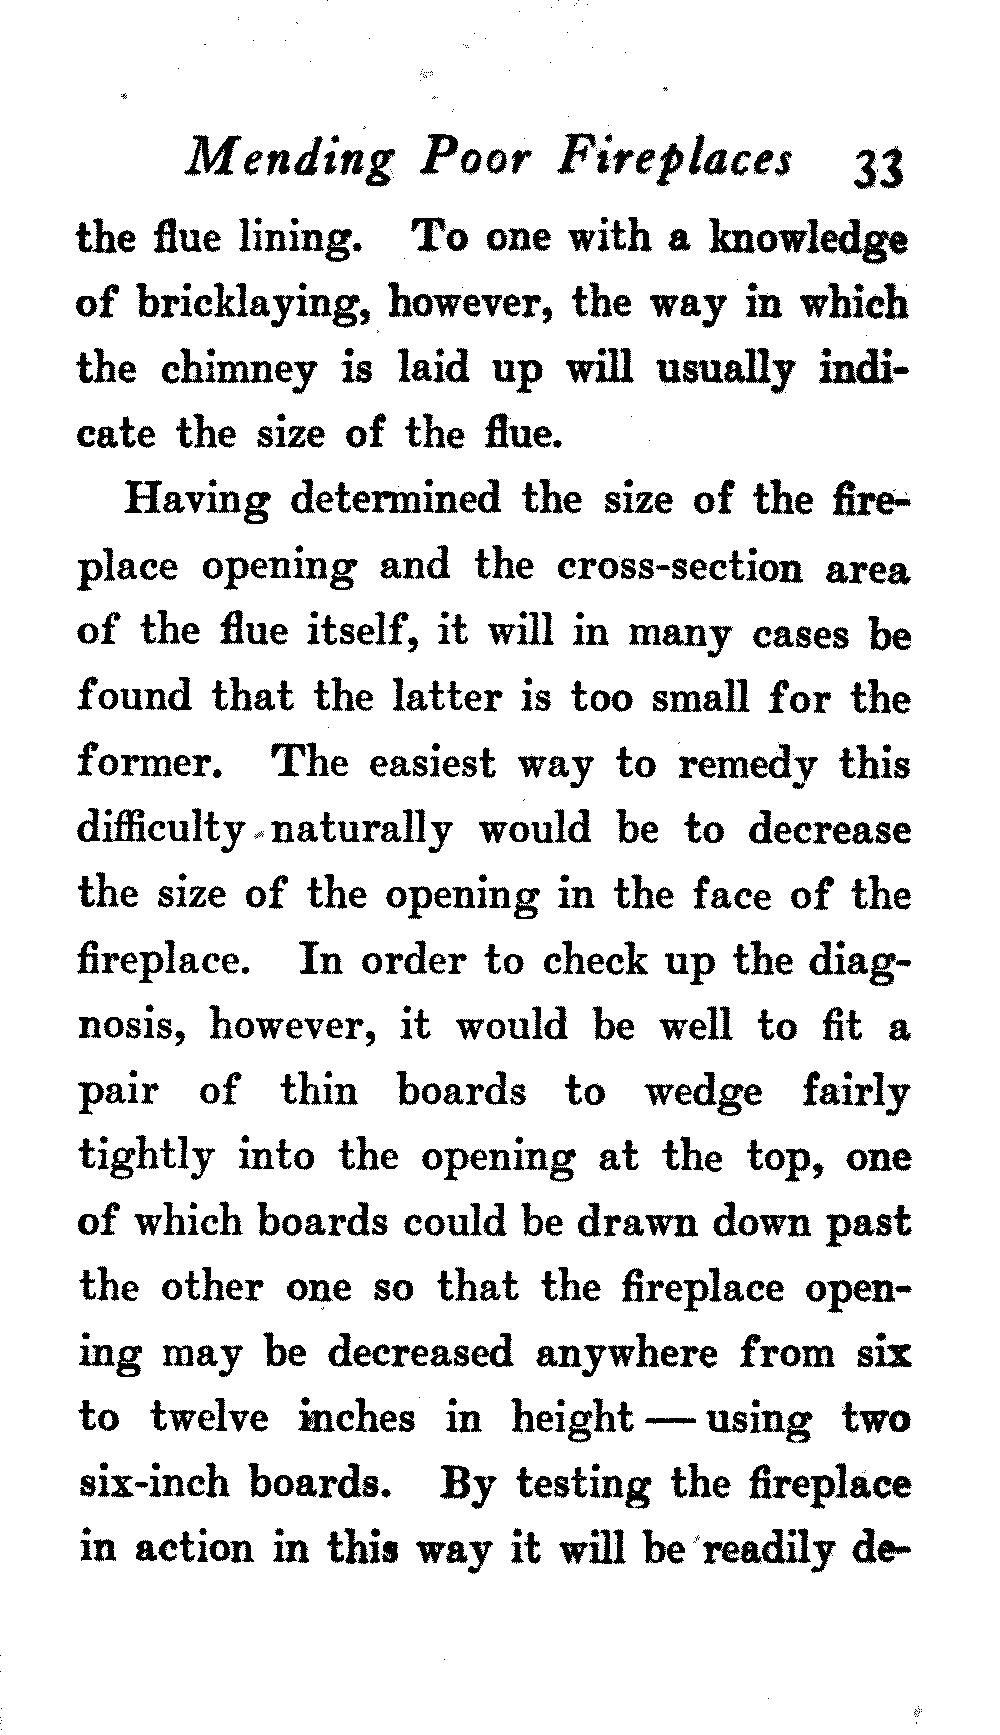 Mending Poor Fireplaces 33
the flue lining. To one with a knowledge
of bricklaying, however, the way in which
the chimney is laid up will usually indi-
cate the size of the flue.
Having determined the size of the fire-
place opening and the cross-section area
of the flue itself, it will in many cases be
found that the latter is too small for the
former. The easiest way to remedy this
difficulty naturally would be to decrease
the size of the opening in the face of the
fireplace. In order to check up the diag-
nosis, however, it would be well to fit a
pair of thin boards to wedge fairly
tightly into the opening at the top, one
of which boards could be drawn down past
the other one so that the fireplace open-
ing may be decreased anywhere from six
to twelve inches in height — using two
six-inch boards. By testing the fireplace
in action in this way it will be readily de-